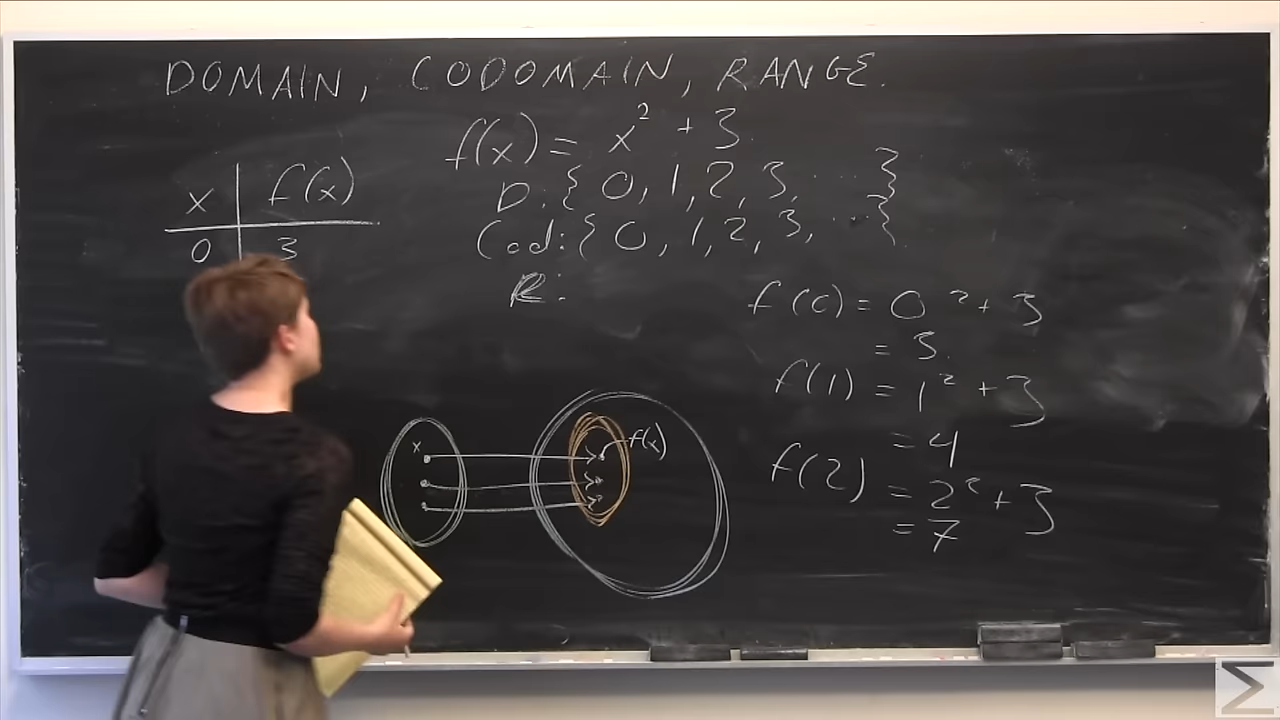 DOMAIN, CODOMAIN, RANGE.
f(x) = x² + 3
D: { 0, 1, 2, 3, ... }
Cod: { 0, 1, 2, 3, ... }
R:
x | f(x)
0 | 3
f(0) = 0² + 3
= 3.
f(1) = 1² + 3
= 4
f(2) = 2² + 3
= 7
x
f(x)
Σ